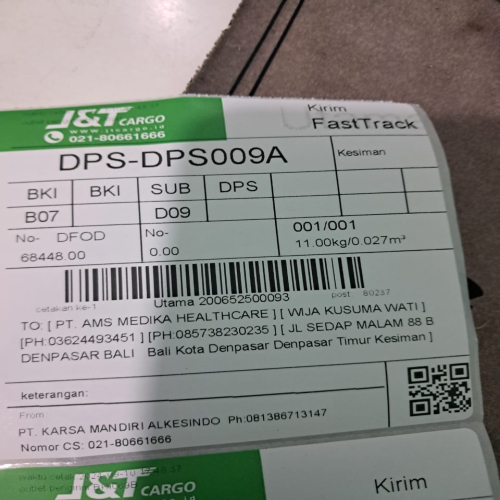 J&T CARGO
www.jtcargo.id
021-80661666
Kirim
FastTrack
DPS-DPS009A
Kesiman
BKI BKI SUB DPS
B07 D09
No- DFOD
68448.00
No-
0.00
001/001
11.00kg/0.027m³
cetakan ke-1 Utama 200652500093 post 80237
TO: [ PT. AMS MEDIKA HEALTHCARE ] [ WIJA KUSUMA WATI ]
[PH:03624493451 ] [PH:085738230235 ] [ JL SEDAP MALAM 88 B
DENPASAR BALI Bali Kota Denpasar Denpasar Timur Kesiman ]
keterangan:
From
PT. KARSA MANDIRI ALKESINDO Ph:081386713147
Nomor CS: 021-80661666
J&T CARGO
Kirim